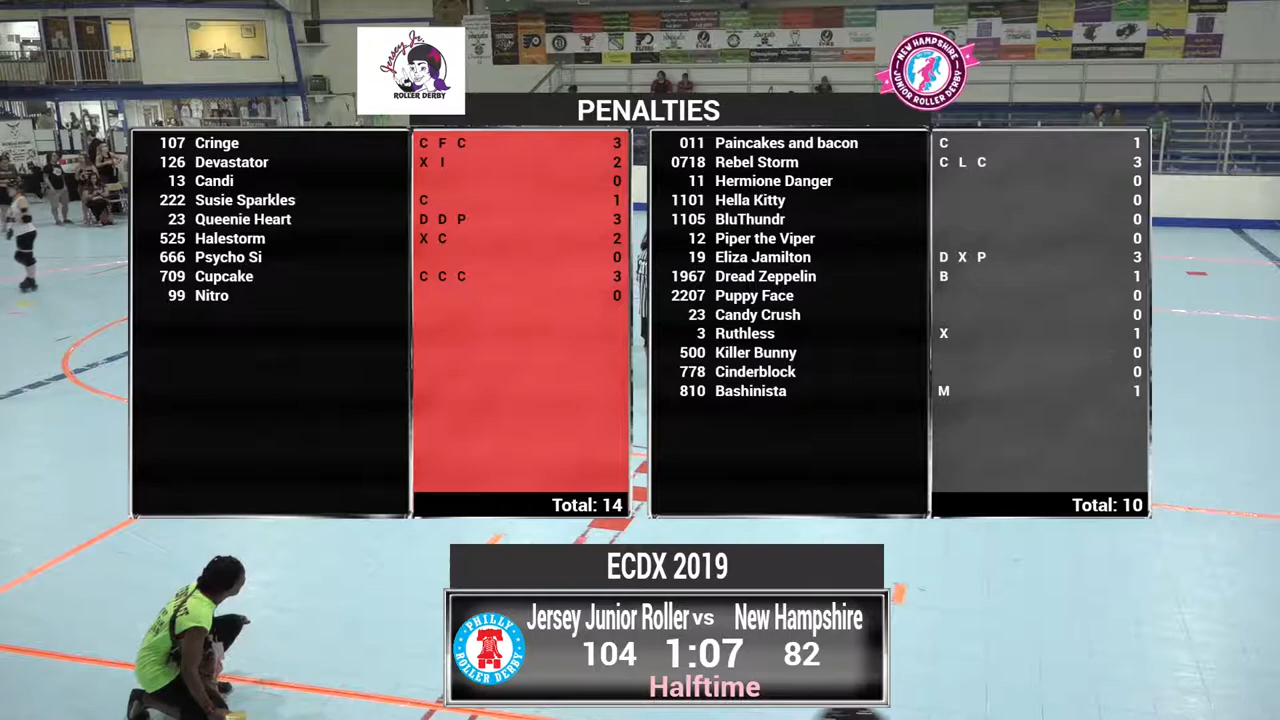 Jersey Jr.
ROLLER DERBY
NEW HAMPSHIRE
JUNIOR ROLLER DERBY
PENALTIES
107 Cringe C F C 3
126 Devastator X I 2
13 Candi 0
222 Susie Sparkles C 1
23 Queenie Heart D D P 3
525 Halestorm X C 2
666 Psycho Si 0
709 Cupcake C C C 3
99 Nitro 0
Total: 14
011 Paincakes and bacon C 1
0718 Rebel Storm C L C 3
11 Hermione Danger 0
1101 Hella Kitty 0
1105 BluThundr 0
12 Piper the Viper 0
19 Eliza Jamilton D X P 3
1967 Dread Zeppelin B 1
2207 Puppy Face 0
23 Candy Crush 0
3 Ruthless X 1
500 Killer Bunny 0
778 Cinderblock 0
810 Bashinista M 1
Total: 10
ECDX 2019
PHILLY
ROLLER DERBY
Jersey Junior Roller vs New Hampshire
104 1:07 82
Halftime